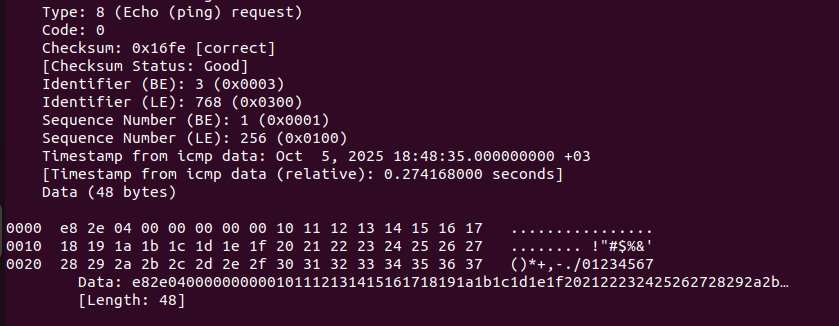 Type: 8 (Echo (ping) request)
Code: 0
Checksum: 0x16fe [correct]
[Checksum Status: Good]
Identifier (BE): 3 (0x0003)
Identifier (LE): 768 (0x0300)
Sequence Number (BE): 1 (0x0001)
Sequence Number (LE): 256 (0x0100)
Timestamp from icmp data: Oct  5, 2025 18:48:35.000000000 +03
[Timestamp from icmp data (relative): 0.274168000 seconds]
Data (48 bytes)

0000  e8 2e 04 00 00 00 00 00 10 11 12 13 14 15 16 17   ................
0010  18 19 1a 1b 1c 1d 1e 1f 20 21 22 23 24 25 26 27   ........ !"#$%&'
0020  28 29 2a 2b 2c 2d 2e 2f 30 31 32 33 34 35 36 37   ()*+,-./01234567
Data: e82e040000000000101112131415161718191a1b1c1d1e1f202122232425262728292a2b…
[Length: 48]